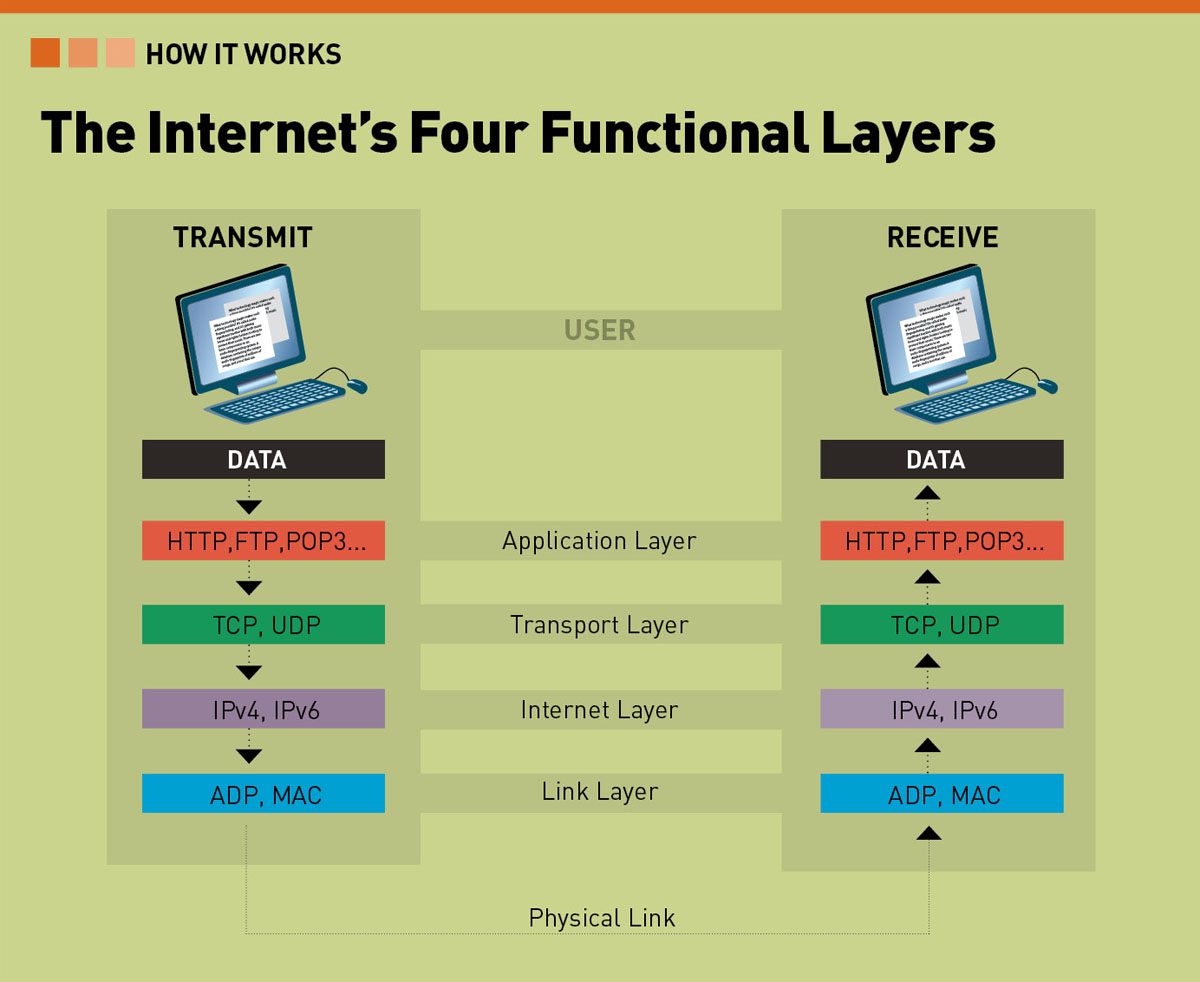 HOW IT WORKS
The Internet’s Four Functional Layers
TRANSMIT
RECEIVE
USER
DATA
DATA
HTTP,FTP,POP3...
Application Layer
HTTP,FTP,POP3...
TCP, UDP
Transport Layer
TCP, UDP
IPv4, IPv6
Internet Layer
IPv4, IPv6
ADP, MAC
Link Layer
ADP, MAC
Physical Link